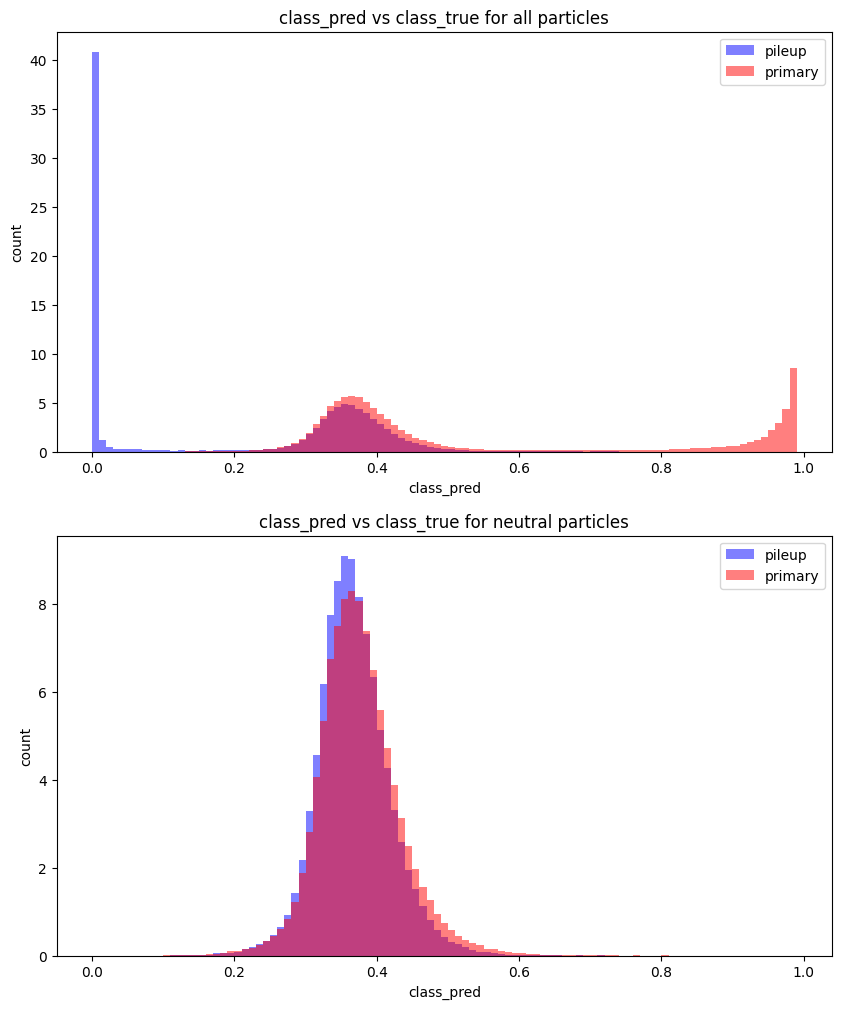 class_pred vs class_true for all particles
pileup
primary
count
40
35
30
25
20
15
10
5
0
0.0 0.2 0.4 0.6 0.8 1.0
class_pred
class_pred vs class_true for neutral particles
pileup
primary
count
8
6
4
2
0
0.0 0.2 0.4 0.6 0.8 1.0
class_pred